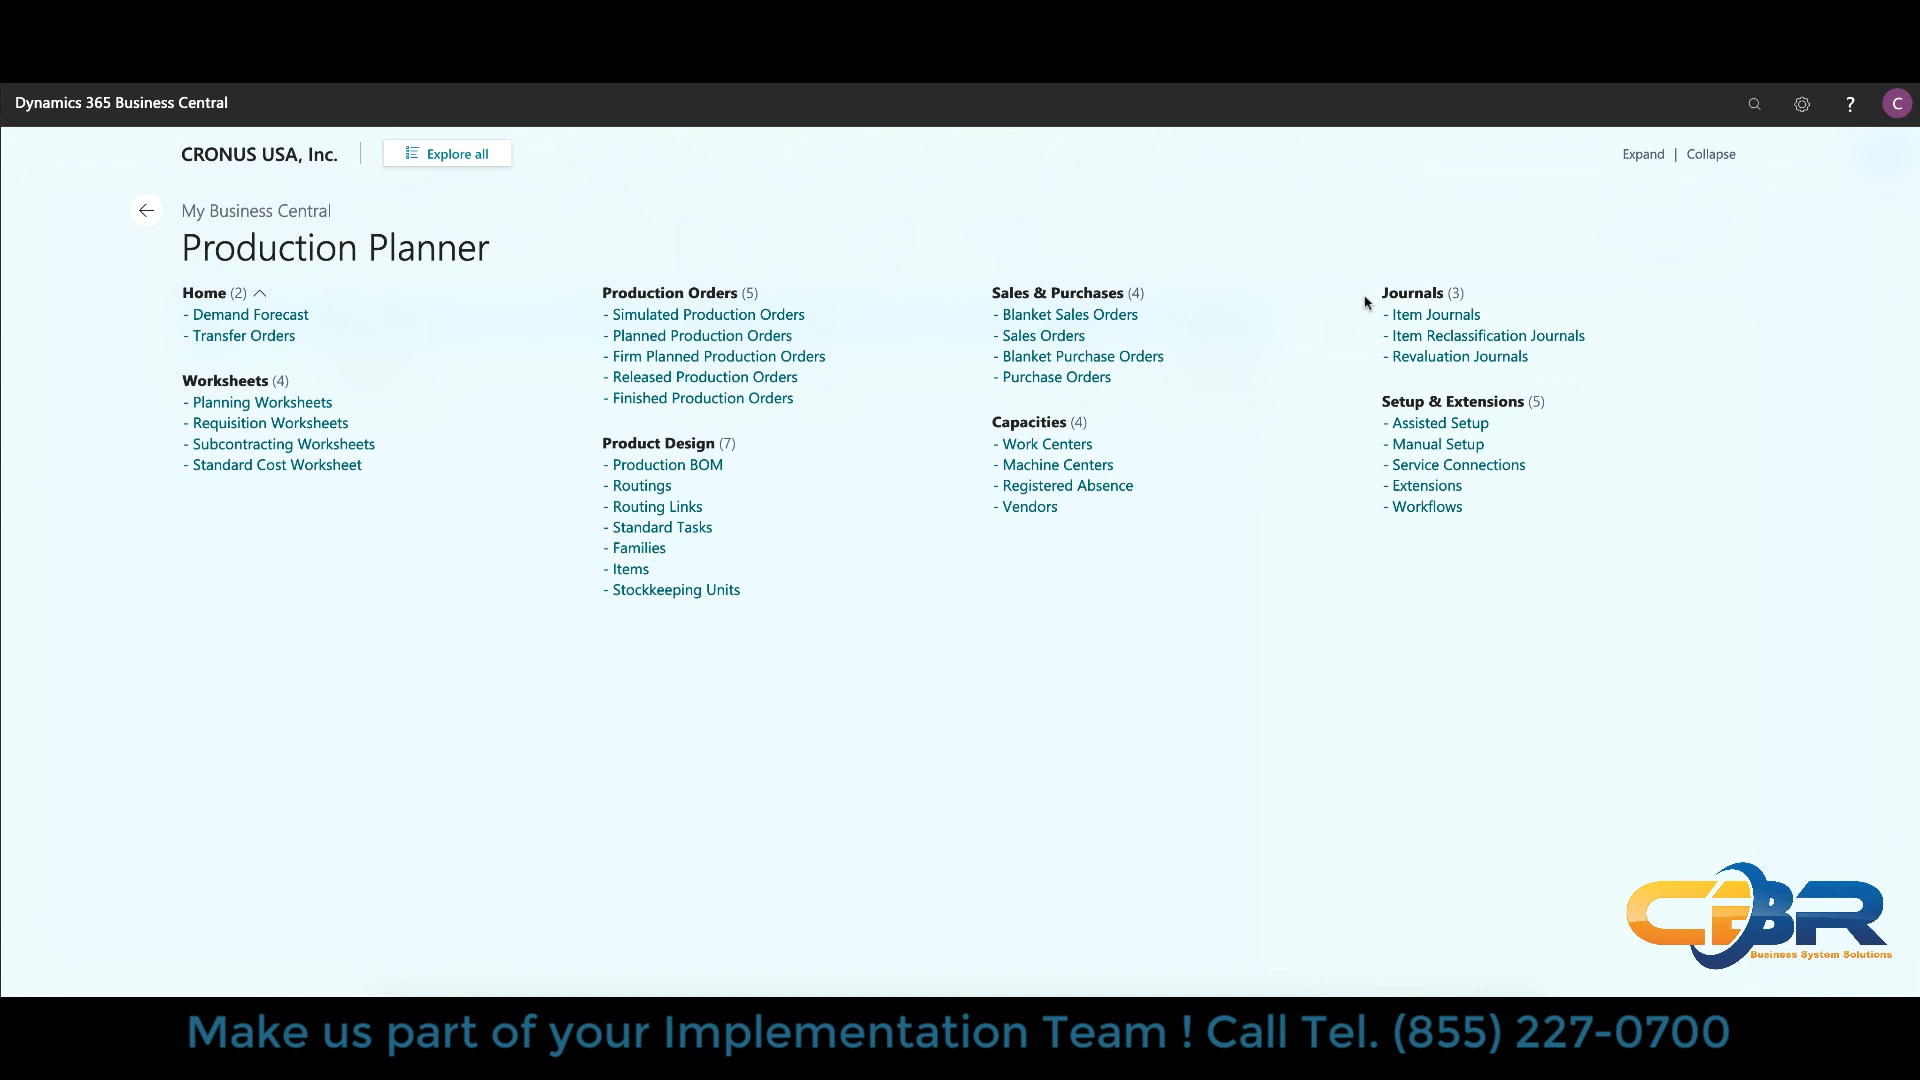 Dynamics 365 Business Central
?
C
CRONUS USA, Inc.
Explore all
Expand | Collapse
My Business Central
Production Planner
Home (2)
- Demand Forecast
- Transfer Orders
Worksheets (4)
- Planning Worksheets
- Requisition Worksheets
- Subcontracting Worksheets
- Standard Cost Worksheet
Production Orders (5)
- Simulated Production Orders
- Planned Production Orders
- Firm Planned Production Orders
- Released Production Orders
- Finished Production Orders
Product Design (7)
- Production BOM
- Routings
- Routing Links
- Standard Tasks
- Families
- Items
- Stockkeeping Units
Sales & Purchases (4)
- Blanket Sales Orders
- Sales Orders
- Blanket Purchase Orders
- Purchase Orders
Capacities (4)
- Work Centers
- Machine Centers
- Registered Absence
- Vendors
Journals (3)
- Item Journals
- Item Reclassification Journals
- Revaluation Journals
Setup & Extensions (5)
- Assisted Setup
- Manual Setup
- Service Connections
- Extensions
- Workflows
CEBR
Business System Solutions
Make us part of your Implementation Team ! Call Tel. (855) 227-0700